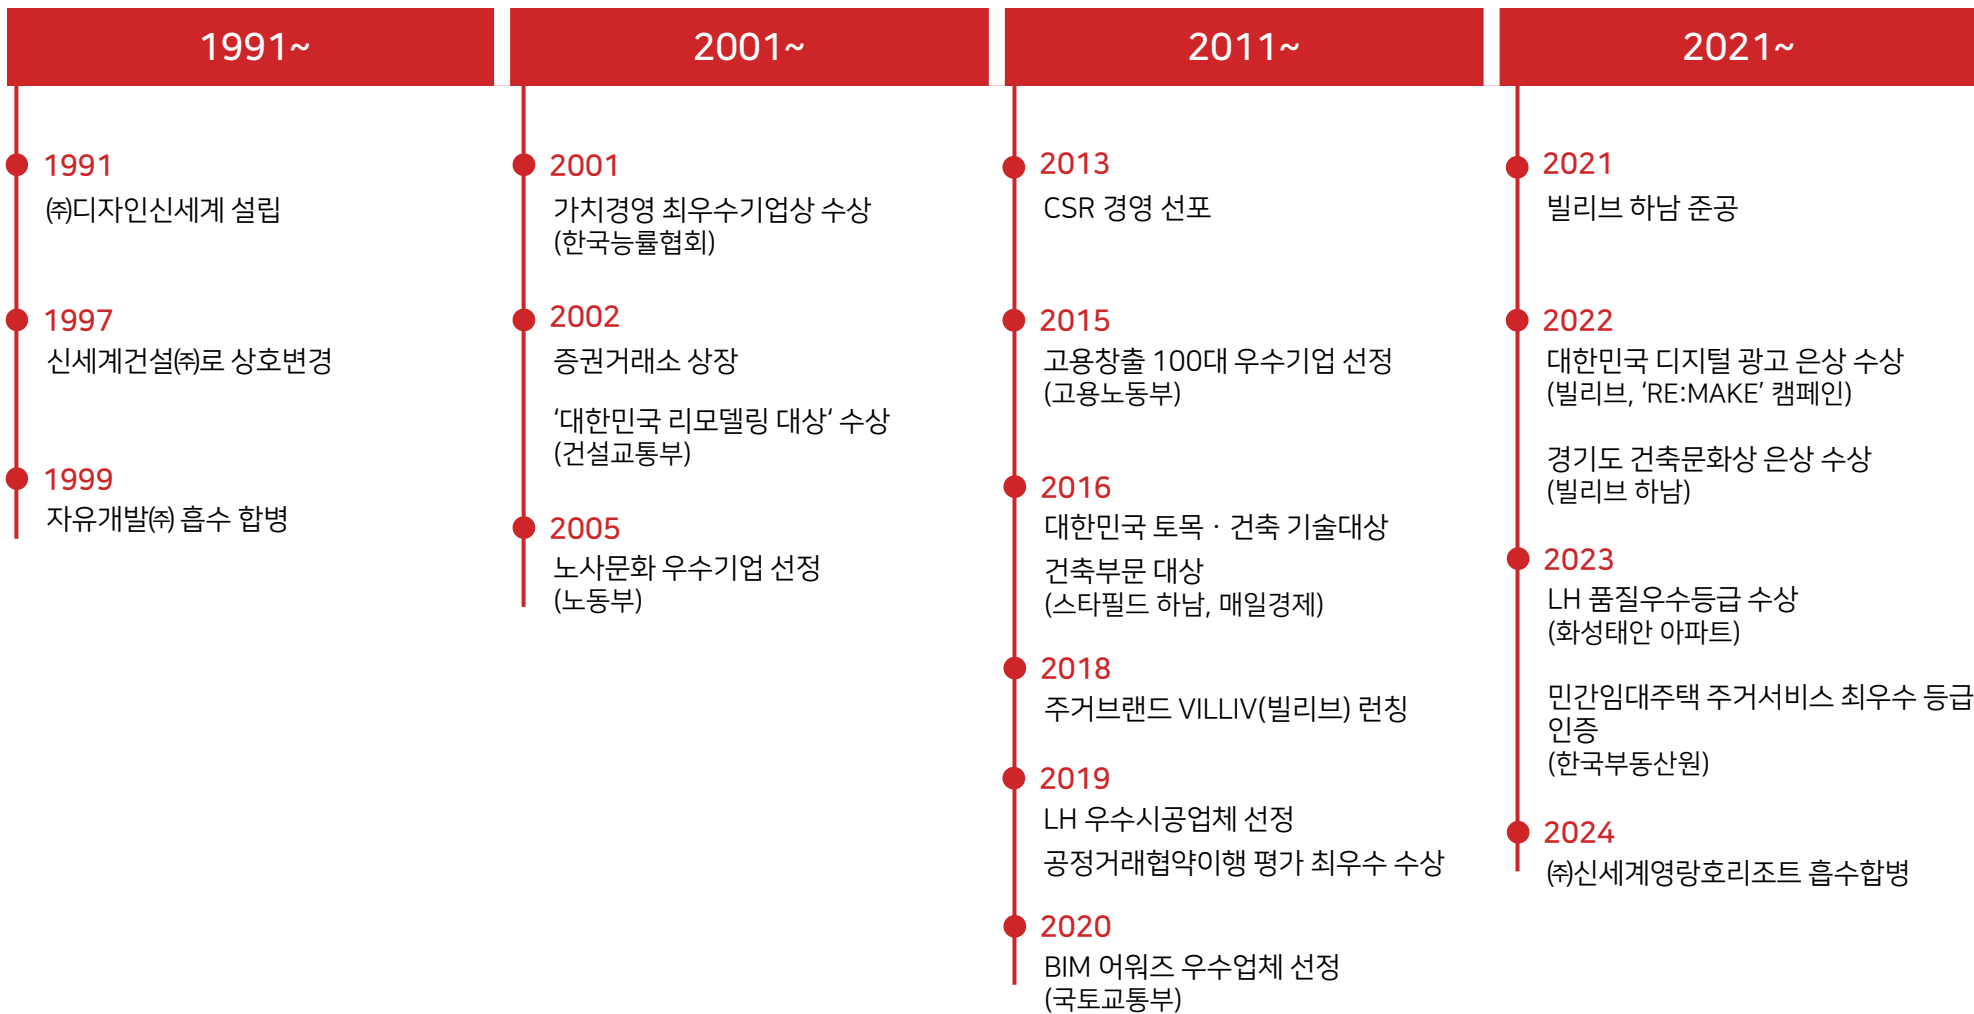 1991~
1991
㈜디자인신세계 설립
1997
신세계건설㈜로 상호변경
1999
자유개발㈜ 흡수 합병
2001~
2001
가치경영 최우수기업상 수상
(한국능률협회)
2002
증권거래소 상장
‘대한민국 리모델링 대상‘ 수상
(건설교통부)
2005
노사문화 우수기업 선정
(노동부)
2011~
2013
CSR 경영 선포
2015
고용창출 100대 우수기업 선정
(고용노동부)
2016
대한민국 토목 · 건축 기술대상
건축부문 대상
(스타필드 하남, 매일경제)
2018
주거브랜드 VILLIV(빌리브) 런칭
2019
LH 우수시공업체 선정
공정거래협약이행 평가 최우수 수상
2020
BIM 어워즈 우수업체 선정
(국토교통부)
2021~
2021
빌리브 하남 준공
2022
대한민국 디지털 광고 은상 수상
(빌리브, ‘RE:MAKE’ 캠페인)
경기도 건축문화상 은상 수상
(빌리브 하남)
2023
LH 품질우수등급 수상
(화성태안 아파트)
민간임대주택 주거서비스 최우수 등급
인증
(한국부동산원)
2024
㈜신세계영랑호리조트 흡수합병